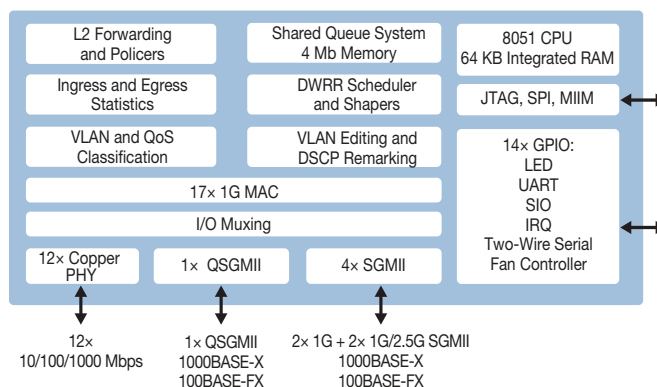 L2 Forwarding
and Policers
Shared Queue System
4 Mb Memory
8051 CPU
64 KB Integrated RAM
Ingress and Egress
Statistics
DWRR Scheduler
and Shapers
JTAG, SPI, MIIM
VLAN and QoS
Classification
VLAN Editing and
DSCP Remarking
14× GPIO:
LED
UART
SIO
IRQ
Two-Wire Serial
Fan Controller
17× 1G MAC
I/O Muxing
12× Copper
PHY
1× QSGMII
4× SGMII
12×
10/100/1000 Mbps
1× QSGMII
1000BASE-X
100BASE-FX
2× 1G + 2× 1G/2.5G SGMII
1000BASE-X
100BASE-FX